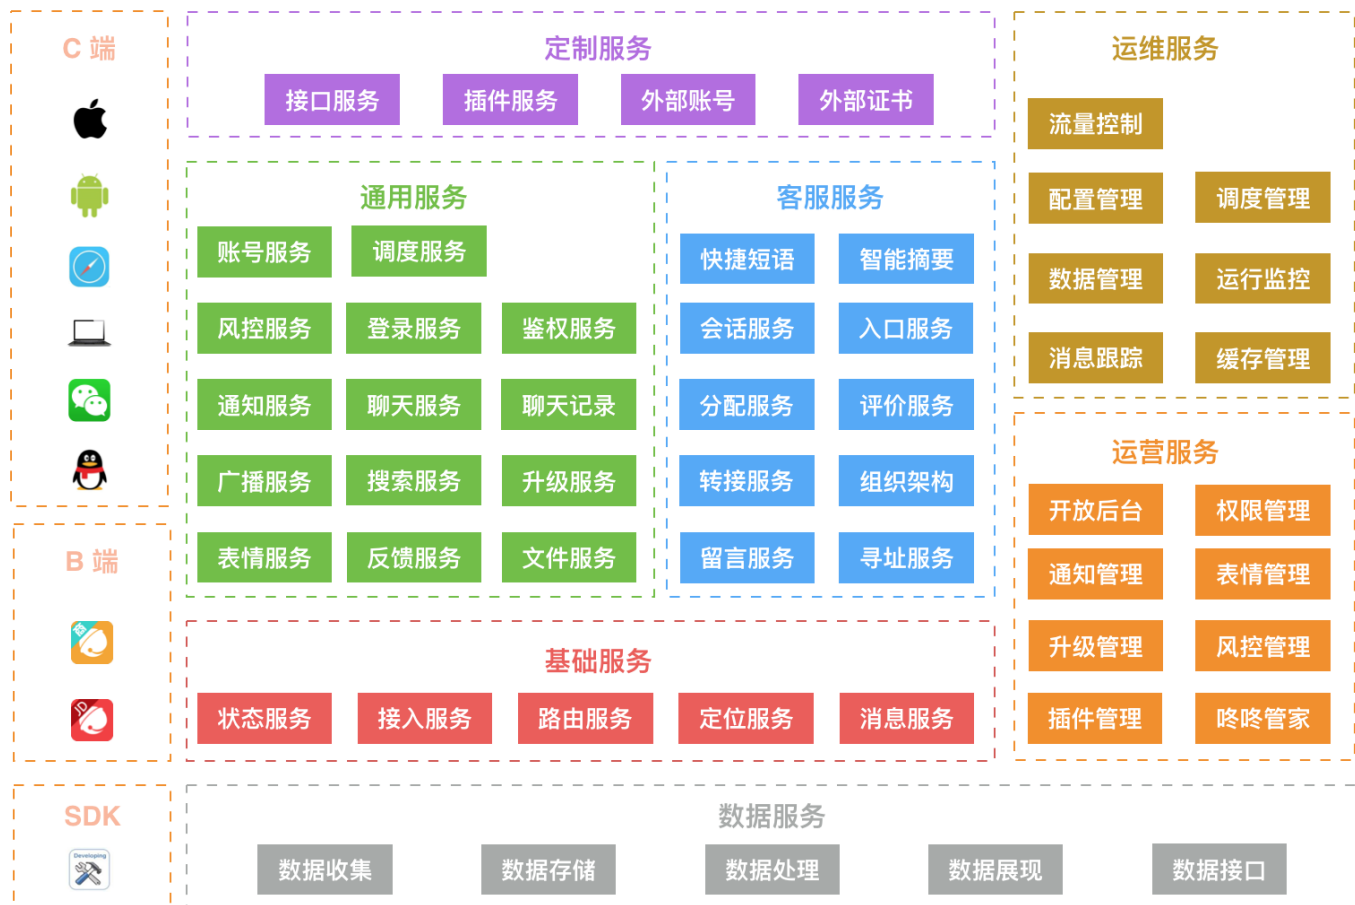 C 端
B 端
商
JD
SDK
Developing
定制服务
接口服务 插件服务 外部账号 外部证书
通用服务
账号服务 调度服务
风控服务 登录服务 鉴权服务
通知服务 聊天服务 聊天记录
广播服务 搜索服务 升级服务
表情服务 反馈服务 文件服务
客服服务
快捷短语 智能摘要
会话服务 入口服务
分配服务 评价服务
转接服务 组织架构
留言服务 寻址服务
基础服务
状态服务 接入服务 路由服务 定位服务 消息服务
运维服务
流量控制
配置管理 调度管理
数据管理 运行监控
消息跟踪 缓存管理
运营服务
开放后台 权限管理
通知管理 表情管理
升级管理 风控管理
插件管理 咚咚管家
数据服务
数据收集 数据存储 数据处理 数据展现 数据接口